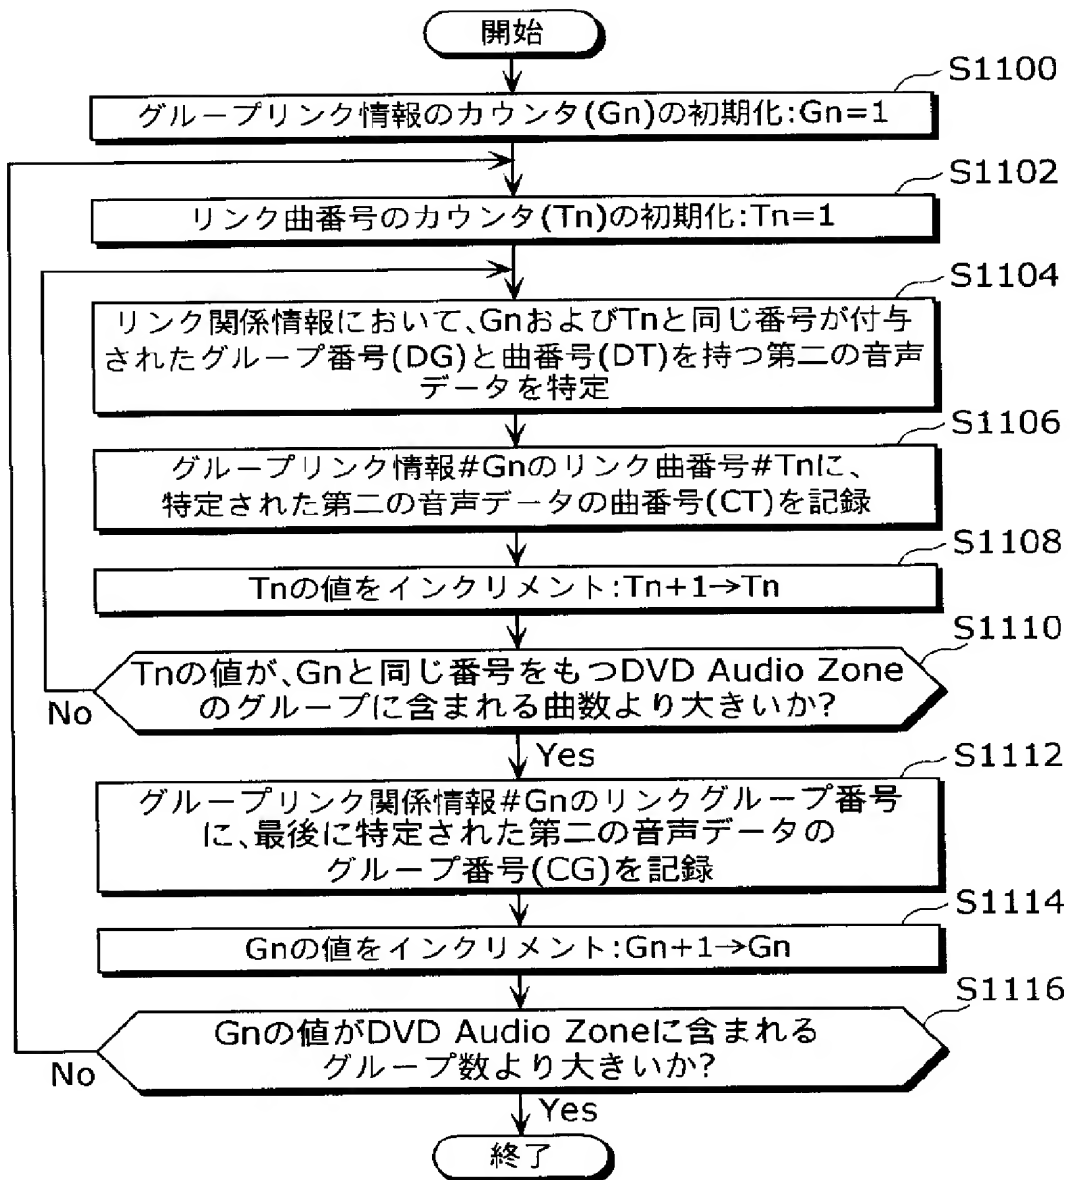 開始
S1100
グループリンク情報のカウンタ(Gn)の初期化:Gn=1
S1102
リンク曲番号のカウンタ(Tn)の初期化:Tn=1
S1104
リンク関係情報において、GnおよびTnと同じ番号が付与
されたグループ番号(DG)と曲番号(DT)を持つ第二の音声
データを特定
S1106
グループリンク情報#Gnのリンク曲番号#Tnに、
特定された第二の音声データの曲番号(CT)を記録
S1108
Tnの値をインクリメント:Tn+1→Tn
S1110
Tnの値が、Gnと同じ番号をもつDVD Audio Zone
のグループに含まれる曲数より大きいか?
No
Yes
S1112
グループリンク関係情報#Gnのリンクグループ番号
に、最後に特定された第二の音声データの
グループ番号(CG)を記録
S1114
Gnの値をインクリメント:Gn+1→Gn
S1116
Gnの値がDVD Audio Zoneに含まれる
グループ数より大きいか?
No
Yes
終了